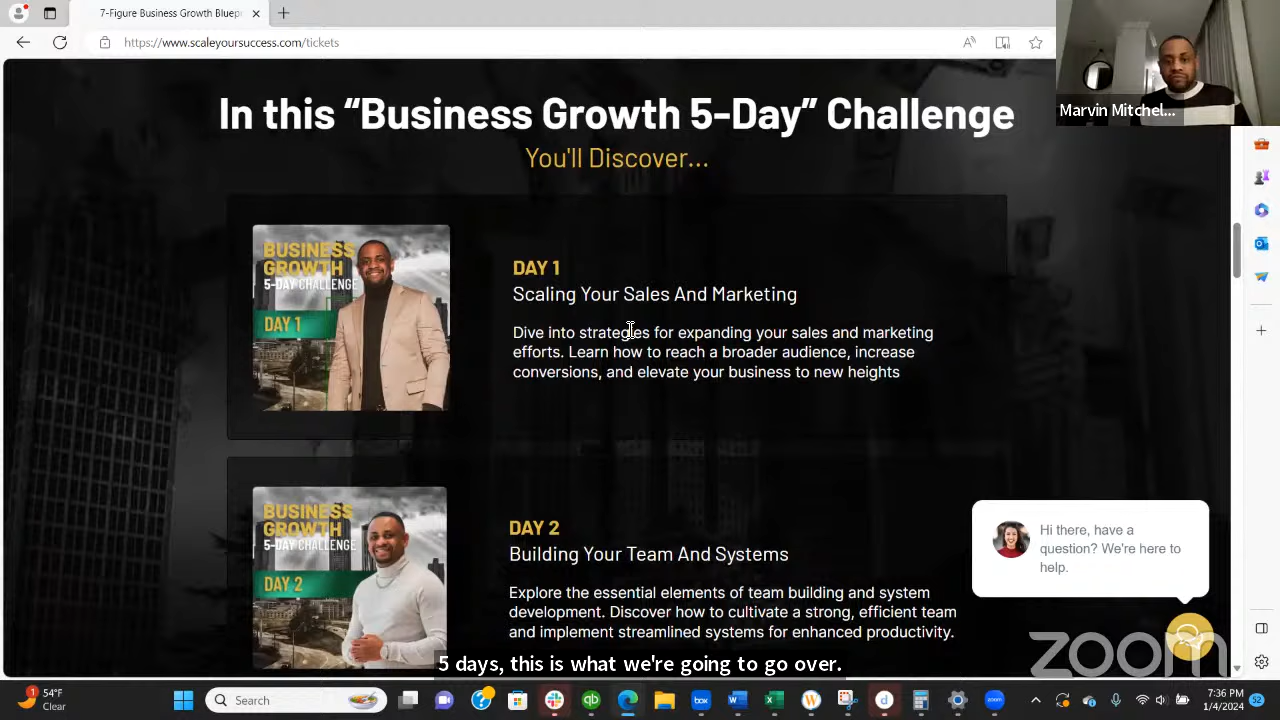 7-Figure Business Growth Bluep
https://www.scaleyoursuccess.com/tickets
Marvin Mitchel...
In this “Business Growth 5-Day” Challenge
You'll Discover...
BUSINESS
GROWTH
5-DAY CHALLENGE
DAY 1
DAY 1
Scaling Your Sales And Marketing
Dive into strategies for expanding your sales and marketing
efforts. Learn how to reach a broader audience, increase
conversions, and elevate your business to new heights
BUSINESS
GROWTH
5-DAY CHALLENGE
DAY 2
DAY 2
Building Your Team And Systems
Explore the essential elements of team building and system
development. Discover how to cultivate a strong, efficient team
and implement streamlined systems for enhanced productivity.
Hi there, have a
question? We're here to
help.
zoom
5 days, this is what we're going to go over.
1
54°F
Clear
Search
box
7:36 PM
1/4/2024
52